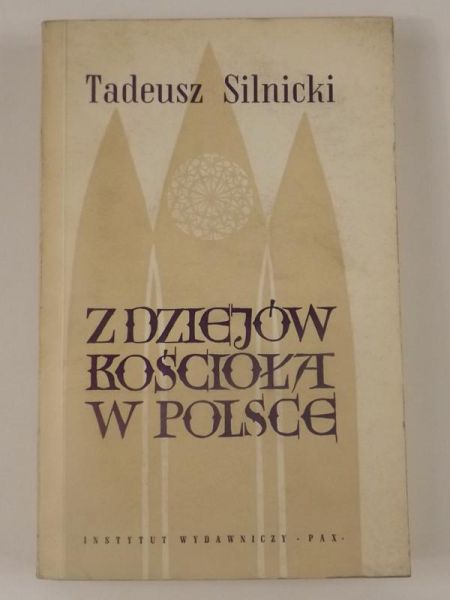 Tadeusz Silnicki
Z DZIEJÓW
KOŚCIOŁA
W POLSCE
INSTYTUT WYDAWNICZY · PAX ·